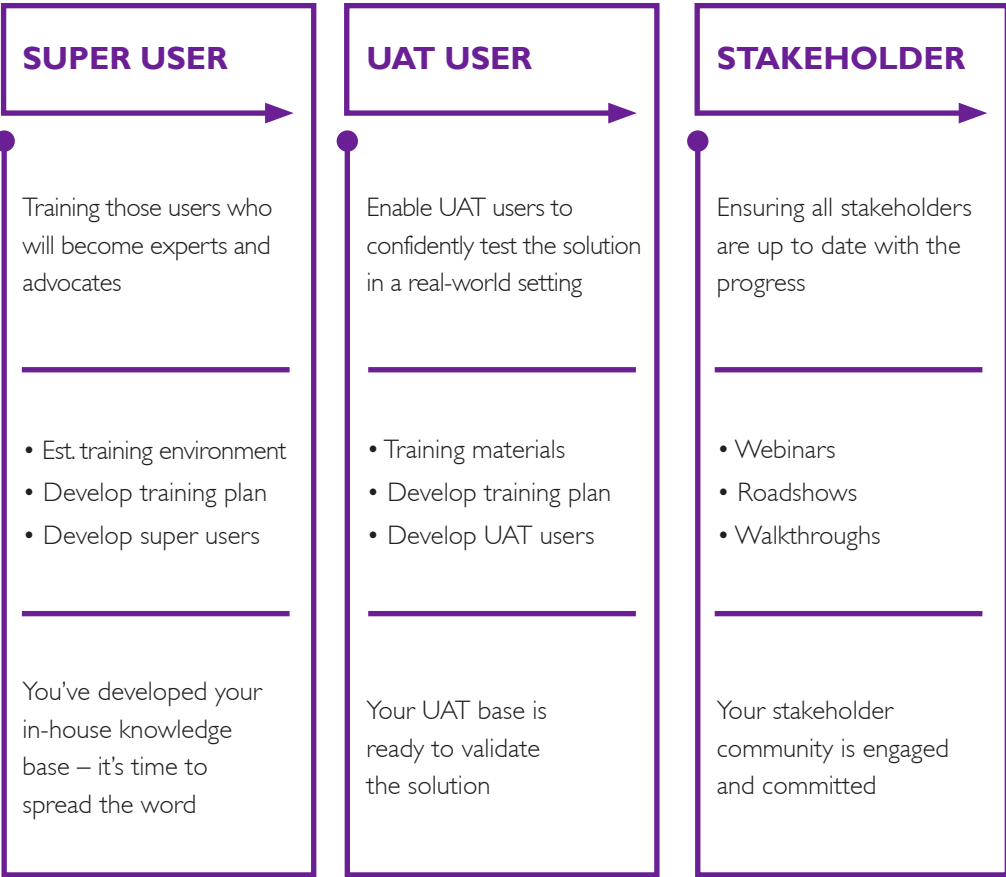 SUPER USER
Training those users who
will become experts and
advocates
• Est. training environment
• Develop training plan
• Develop super users
You’ve developed your
in-house knowledge
base – it’s time to
spread the word
UAT USER
Enable UAT users to
confidently test the solution
in a real-world setting
• Training materials
• Develop training plan
• Develop UAT users
Your UAT base is
ready to validate
the solution
STAKEHOLDER
Ensuring all stakeholders
are up to date with the
progress
• Webinars
• Roadshows
• Walkthroughs
Your stakeholder
community is engaged
and committed